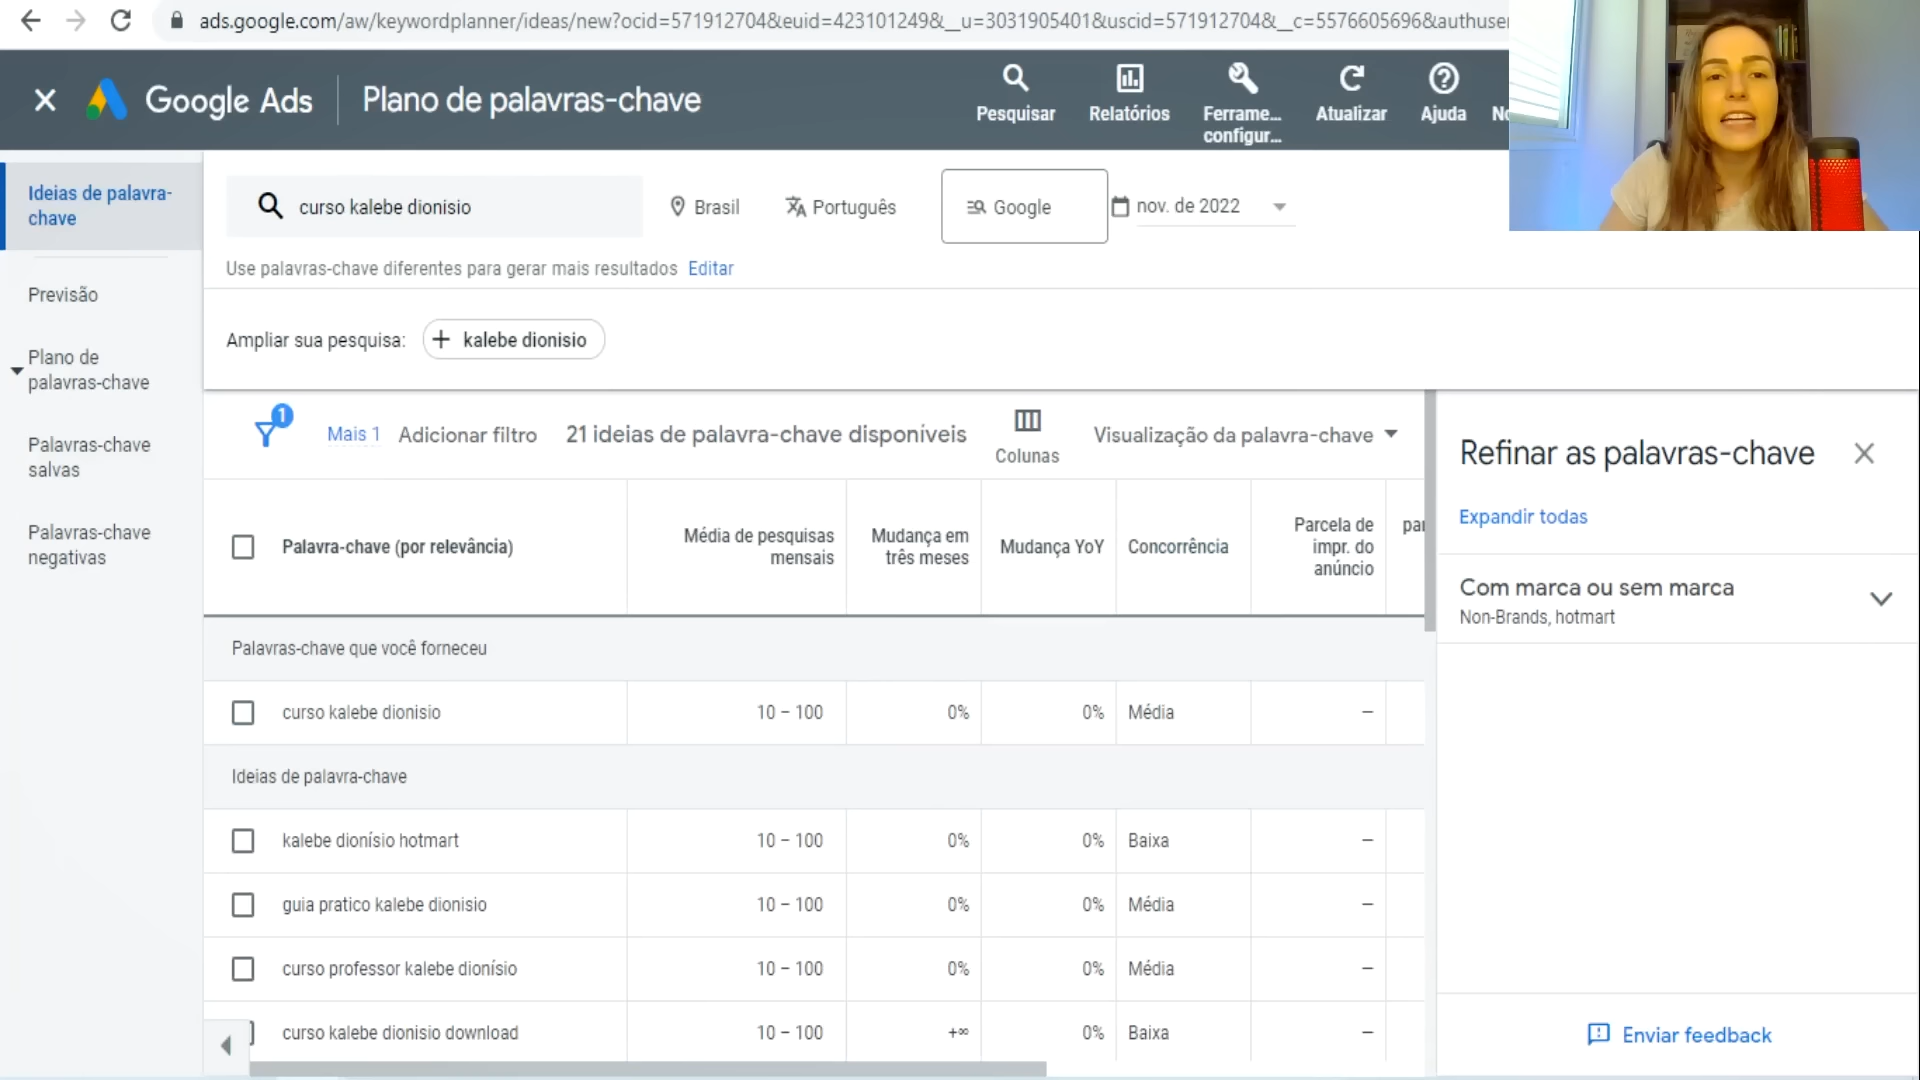 ads.google.com/aw/keywordplanner/ideas/new?ocid=571912704&euid=423101249&__u=3031905401&uscid=571912704&__c=5576605696&authuser
Google Ads
Plano de palavras-chave
Pesquisar
Relatórios
Ferrame...
configur...
Atualizar
Ajuda
No
Ideias de palavra-
chave
Previsão
Plano de
palavras-chave
Palavras-chave
salvas
Palavras-chave
negativas
curso kalebe dionisio
Brasil
Português
Google
nov. de 2022
Use palavras-chave diferentes para gerar mais resultados Editar
Ampliar sua pesquisa:
+ kalebe dionisio
1
Mais 1
Adicionar filtro
21 ideias de palavra-chave disponíveis
Colunas
Visualização da palavra-chave
Palavra-chave (por relevância)
Média de pesquisas
mensais
Mudança em
três meses
Mudança YoY
Concorrência
Parcela de
impr. do
anúncio
par
Palavras-chave que você forneceu
curso kalebe dionisio 10 – 100 0% 0% Média –
Ideias de palavra-chave
kalebe dionísio hotmart 10 – 100 0% 0% Baixa –
guia pratico kalebe dionisio 10 – 100 0% 0% Média –
curso professor kalebe dionísio 10 – 100 0% 0% Média –
curso kalebe dionisio download 10 – 100 +∞ 0% Baixa –
Refinar as palavras-chave
Expandir todas
Com marca ou sem marca
Non-Brands, hotmart
Enviar feedback